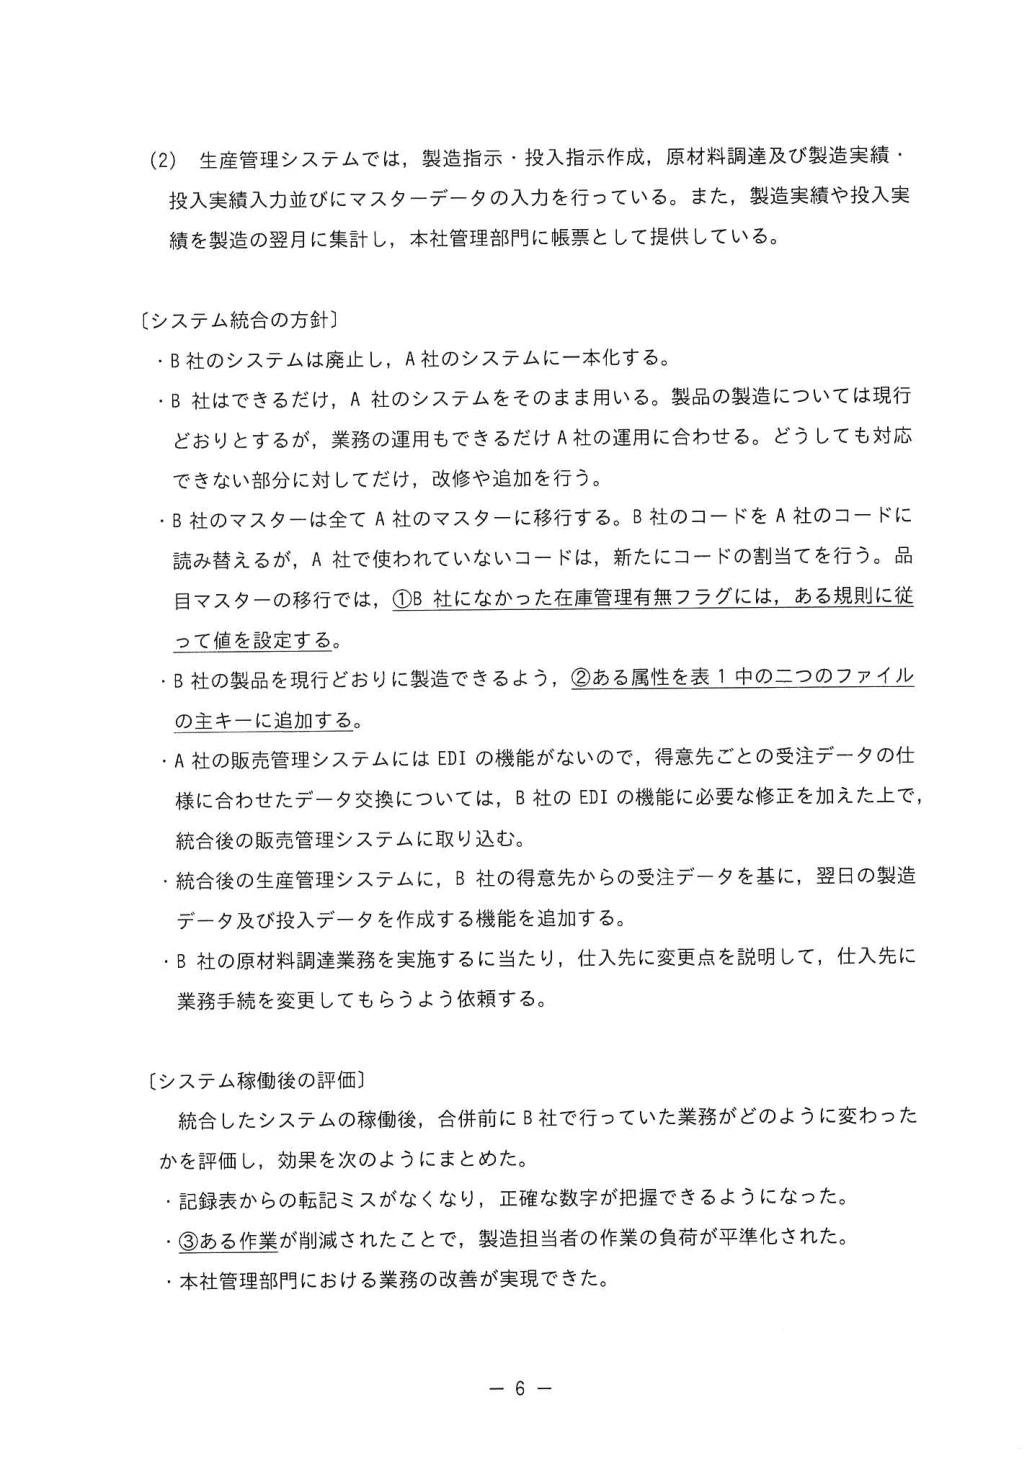 (2) 生産管理システムでは，製造指示・投入指示作成，原材料調達及び製造実績・
投入実績入力並びにマスターデータの入力を行っている。また，製造実績や投入実
績を製造の翌月に集計し，本社管理部門に帳票として提供している。
〔システム統合の方針〕
・B 社のシステムは廃止し，A 社のシステムに一本化する。
・B 社はできるだけ，A 社のシステムをそのまま用いる。製品の製造については現行
どおりとするが，業務の運用もできるだけ A 社の運用に合わせる。どうしても対応
できない部分に対してだけ，改修や追加を行う。
・B 社のマスターは全て A 社のマスターに移行する。B 社のコードを A 社のコードに
読み替えるが，A 社で使われていないコードは，新たにコードの割当てを行う。品
目マスターの移行では，①B 社になかった在庫管理有無フラグには，ある規則に従
って値を設定する。
・B 社の製品を現行どおりに製造できるよう，②ある属性を表 1 中の二つのファイル
の主キーに追加する。
・A 社の販売管理システムには EDI の機能がないので，得意先ごとの受注データの仕
様に合わせたデータ交換については，B 社の EDI の機能に必要な修正を加えた上で，
統合後の販売管理システムに取り込む。
・統合後の生産管理システムに，B 社の得意先からの受注データを基に，翌日の製造
データ及び投入データを作成する機能を追加する。
・B 社の原材料調達業務を実施するに当たり，仕入先に変更点を説明して，仕入先に
業務手続を変更してもらうよう依頼する。
〔システム稼働後の評価〕
統合したシステムの稼働後，合併前に B 社で行っていた業務がどのように変わった
かを評価し，効果を次のようにまとめた。
・記録表からの転記ミスがなくなり，正確な数字が把握できるようになった。
・③ある作業が削減されたことで，製造担当者の作業の負荷が平準化された。
・本社管理部門における業務の改善が実現できた。
－ 6 －